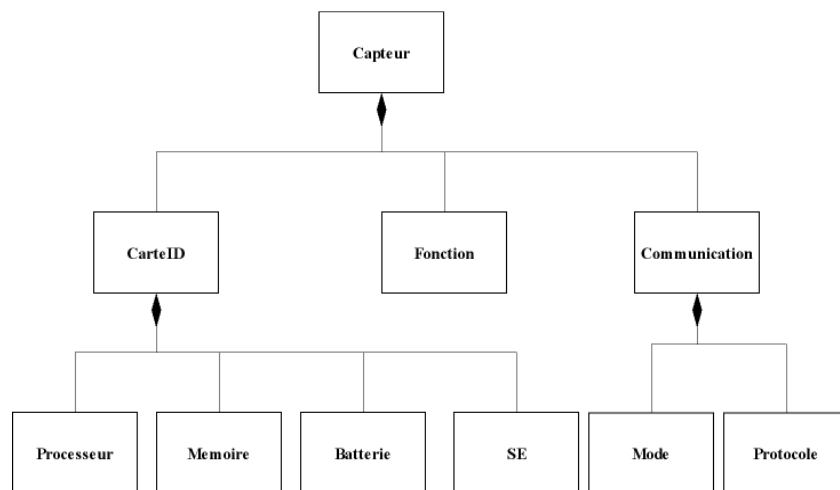 Capteur
CarteID
Fonction
Communication
Processeur
Memoire
Batterie
SE
Mode
Protocole